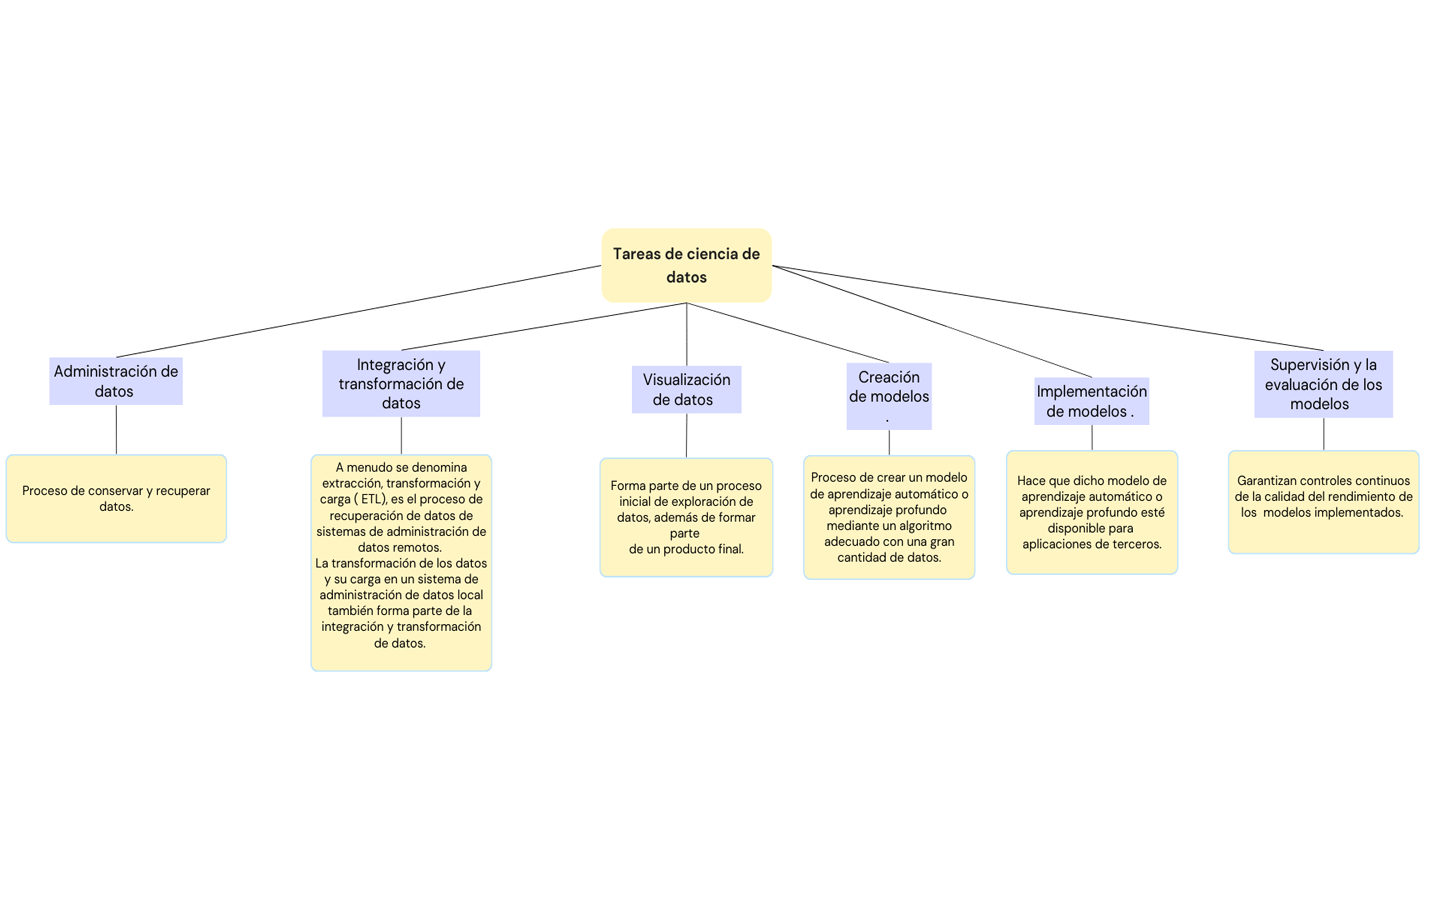 Tareas de ciencia de
datos
Administración de
datos
Proceso de conservar y recuperar
datos.
Integración y
transformación de
datos
A menudo se denomina
extracción, transformación y
carga ( ETL), es el proceso de
recuperación de datos de
sistemas de administración de
datos remotos.
La transformación de los datos
y su carga en un sistema de
administración de datos local
también forma parte de la
integración y transformación
de datos.
Visualización
de datos
Forma parte de un proceso
inicial de exploración de
datos, además de formar
parte
de un producto final.
Creación
de modelos
.
Proceso de crear un modelo
de aprendizaje automático o
aprendizaje profundo
mediante un algoritmo
adecuado con una gran
cantidad de datos.
Implementación
de modelos .
Hace que dicho modelo de
aprendizaje automático o
aprendizaje profundo esté
disponible para
aplicaciones de terceros.
Supervisión y la
evaluación de los
modelos
Garantizan controles continuos
de la calidad del rendimiento de
los  modelos implementados.